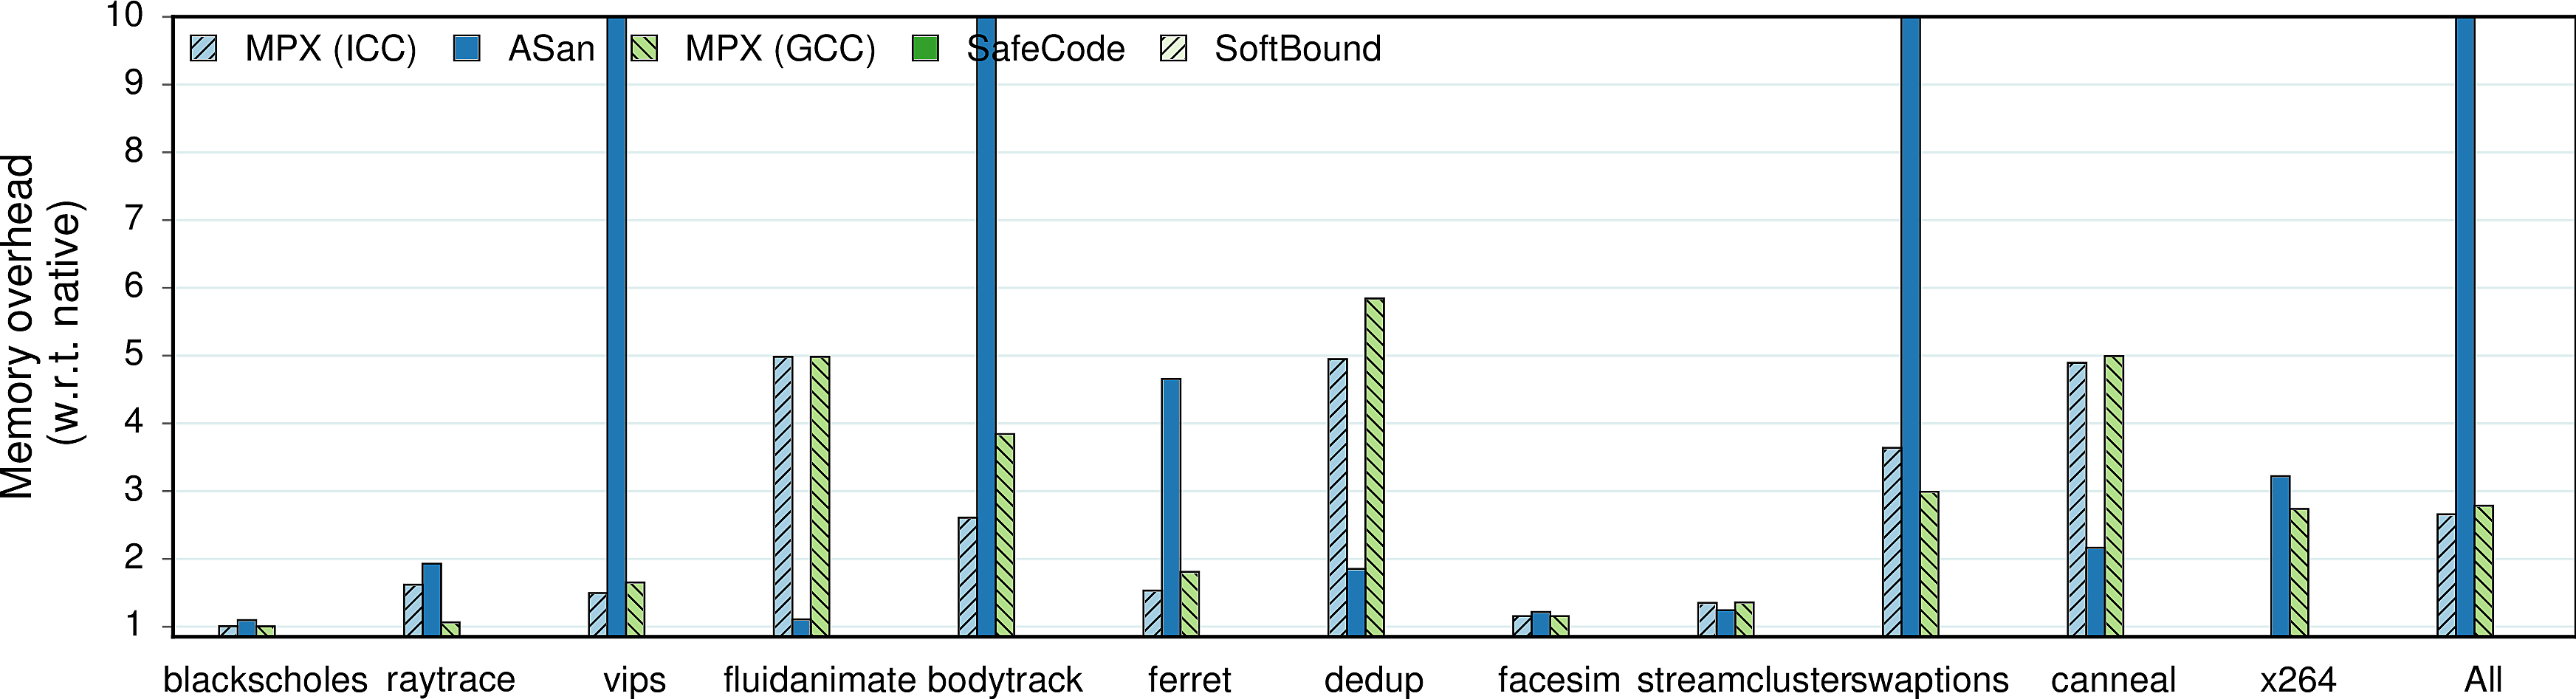 10
9
8
7
6
5
4
3
2
1
Memory overhead
(w.r.t. native)
MPX (ICC) ASan MPX (GCC) SafeCode SoftBound
blackscholes raytrace vips fluidanimate bodytrack ferret dedup facesim streamcluster swaptions canneal x264 All